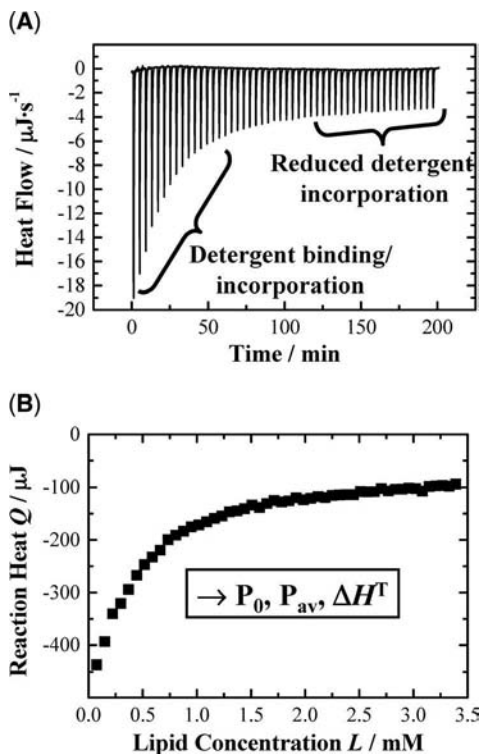 (A)
0
-2
-4
-6
-8
-10
-12
-14
-16
-18
-20
Heat Flow / µJ·s⁻¹
Reduced detergent
incorporation
Detergent binding/
incorporation
0 50 100 150 200
Time / min
(B)
0
-100
-200
-300
-400
Reaction Heat Q / µJ
→ P₀, Pₐᵥ, ΔHᵀ
0.0 0.5 1.0 1.5 2.0 2.5 3.0 3.5
Lipid Concentration L / mM